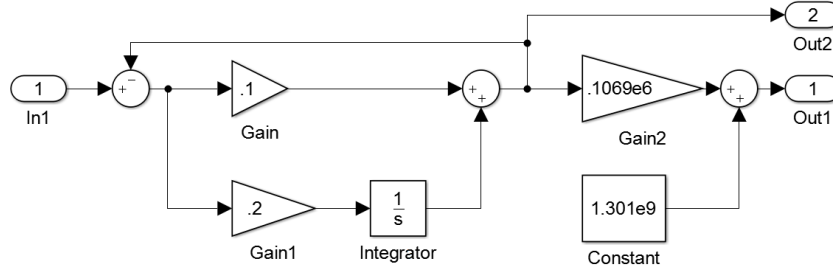 2
Out2
1
In1
+
−
.1
Gain
+
+
.1069e6
Gain2
+
+
1
Out1
.2
Gain1
1
s
Integrator
1.301e9
Constant